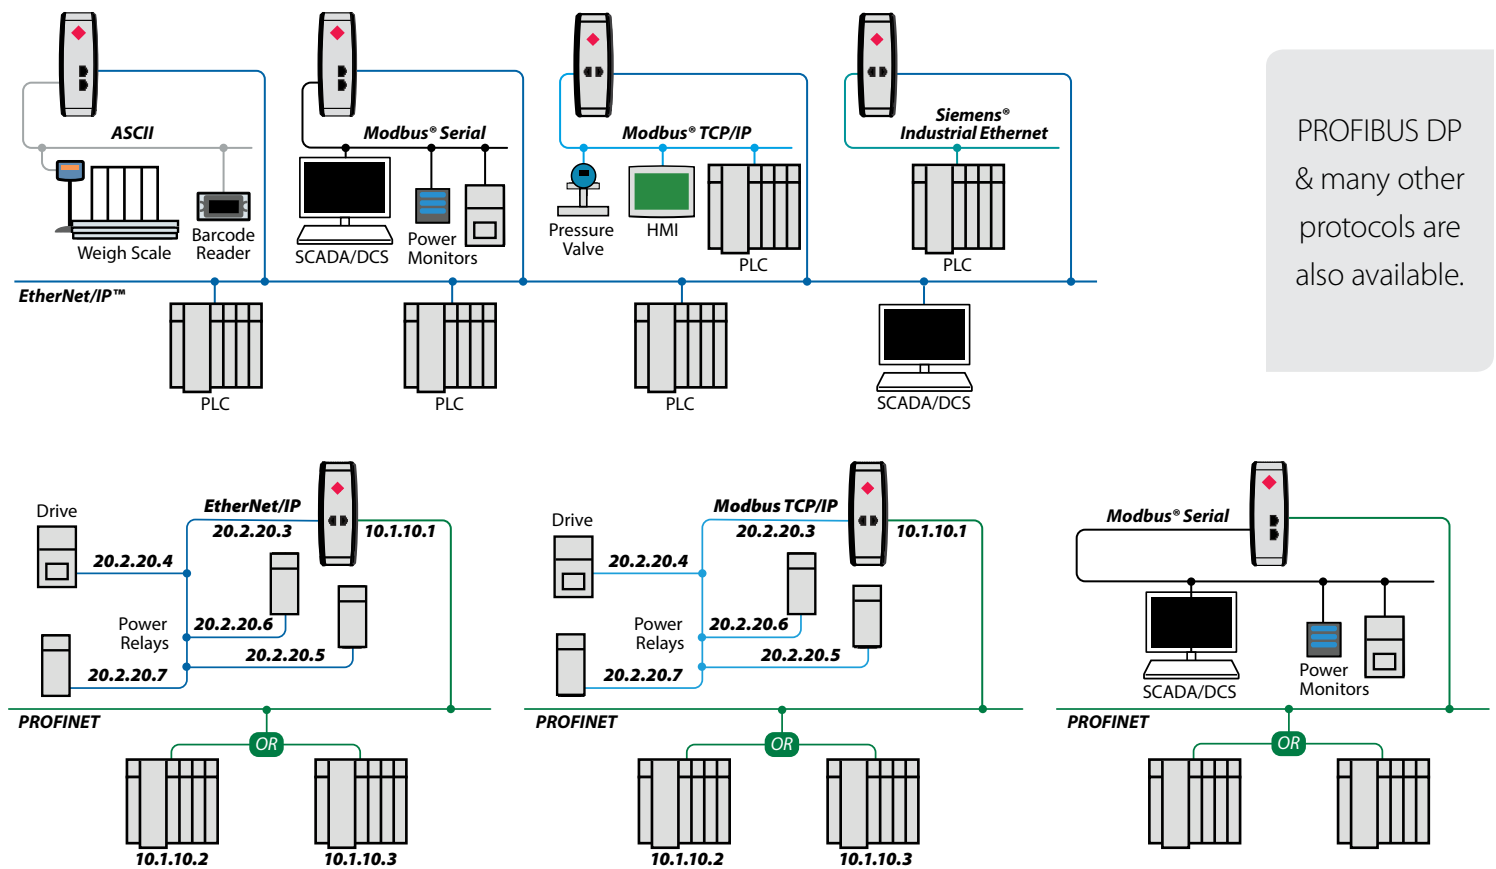 ASCII
Weigh Scale
Barcode
Reader
Modbus® Serial
SCADA/DCS
Power
Monitors
Modbus® TCP/IP
Pressure
Valve
HMI
PLC
Siemens®
Industrial Ethernet
PLC
EtherNet/IP™
PLC
PLC
PLC
SCADA/DCS
PROFIBUS DP
& many other
protocols are
also available.
Drive
EtherNet/IP
20.2.20.3
10.1.10.1
20.2.20.4
Power
Relays
20.2.20.6
20.2.20.5
20.2.20.7
PROFINET
OR
10.1.10.2
10.1.10.3
Drive
Modbus TCP/IP
20.2.20.3
10.1.10.1
20.2.20.4
Power
Relays
20.2.20.6
20.2.20.5
20.2.20.7
PROFINET
OR
10.1.10.2
10.1.10.3
Modbus® Serial
SCADA/DCS
Power
Monitors
PROFINET
OR